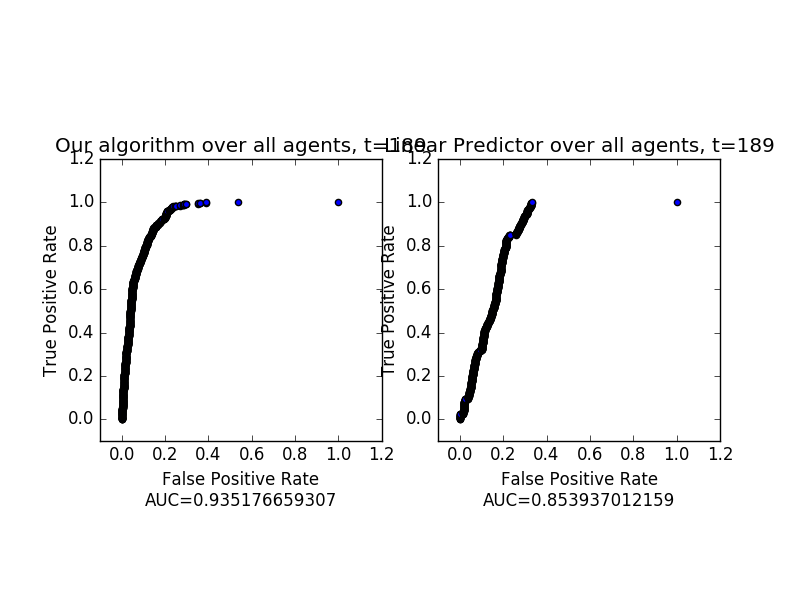 Our algorithm over all agents, t=189
Linear Predictor over all agents, t=189
True Positive Rate
1.2
1.0
0.8
0.6
0.4
0.2
0.0
0.0 0.2 0.4 0.6 0.8 1.0 1.2
False Positive Rate
AUC=0.935176659307
True Positive Rate
1.2
1.0
0.8
0.6
0.4
0.2
0.0
0.0 0.2 0.4 0.6 0.8 1.0 1.2
False Positive Rate
AUC=0.853937012159